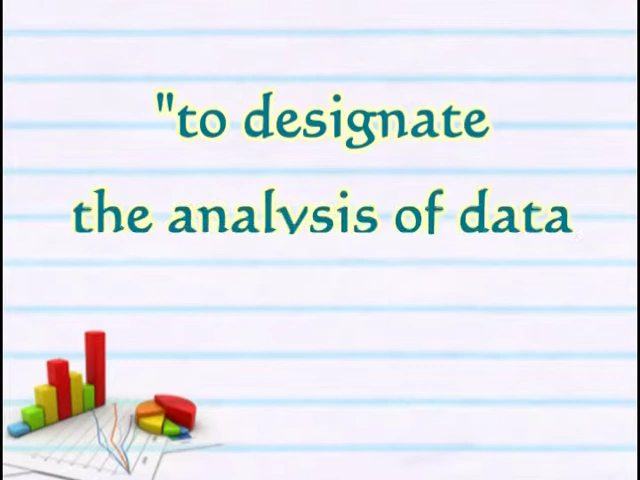 "to designate
the analysis of data